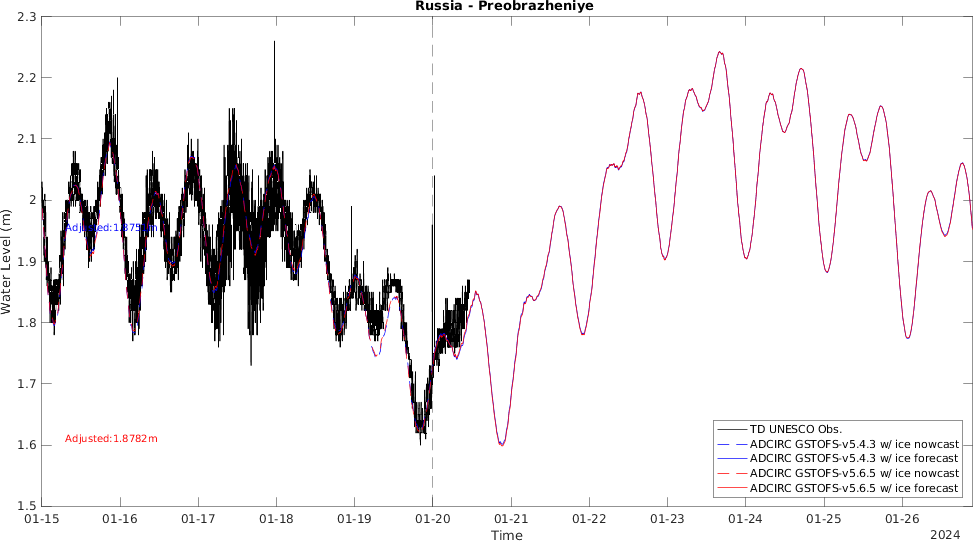 Russia - Preobrazheniye
2.3
2.2
2.1
2
1.9
1.8
1.7
1.6
1.5
Water Level (m)
Adjusted:1.8782m
TD UNESCO Obs.
ADCIRC GSTOFS-v5.4.3 w/ ice nowcast
ADCIRC GSTOFS-v5.4.3 w/ ice forecast
ADCIRC GSTOFS-v5.6.5 w/ ice nowcast
ADCIRC GSTOFS-v5.6.5 w/ ice forecast
01-15 01-16 01-17 01-18 01-19 01-20 01-21 01-22 01-23 01-24 01-25 01-26
Time
2024